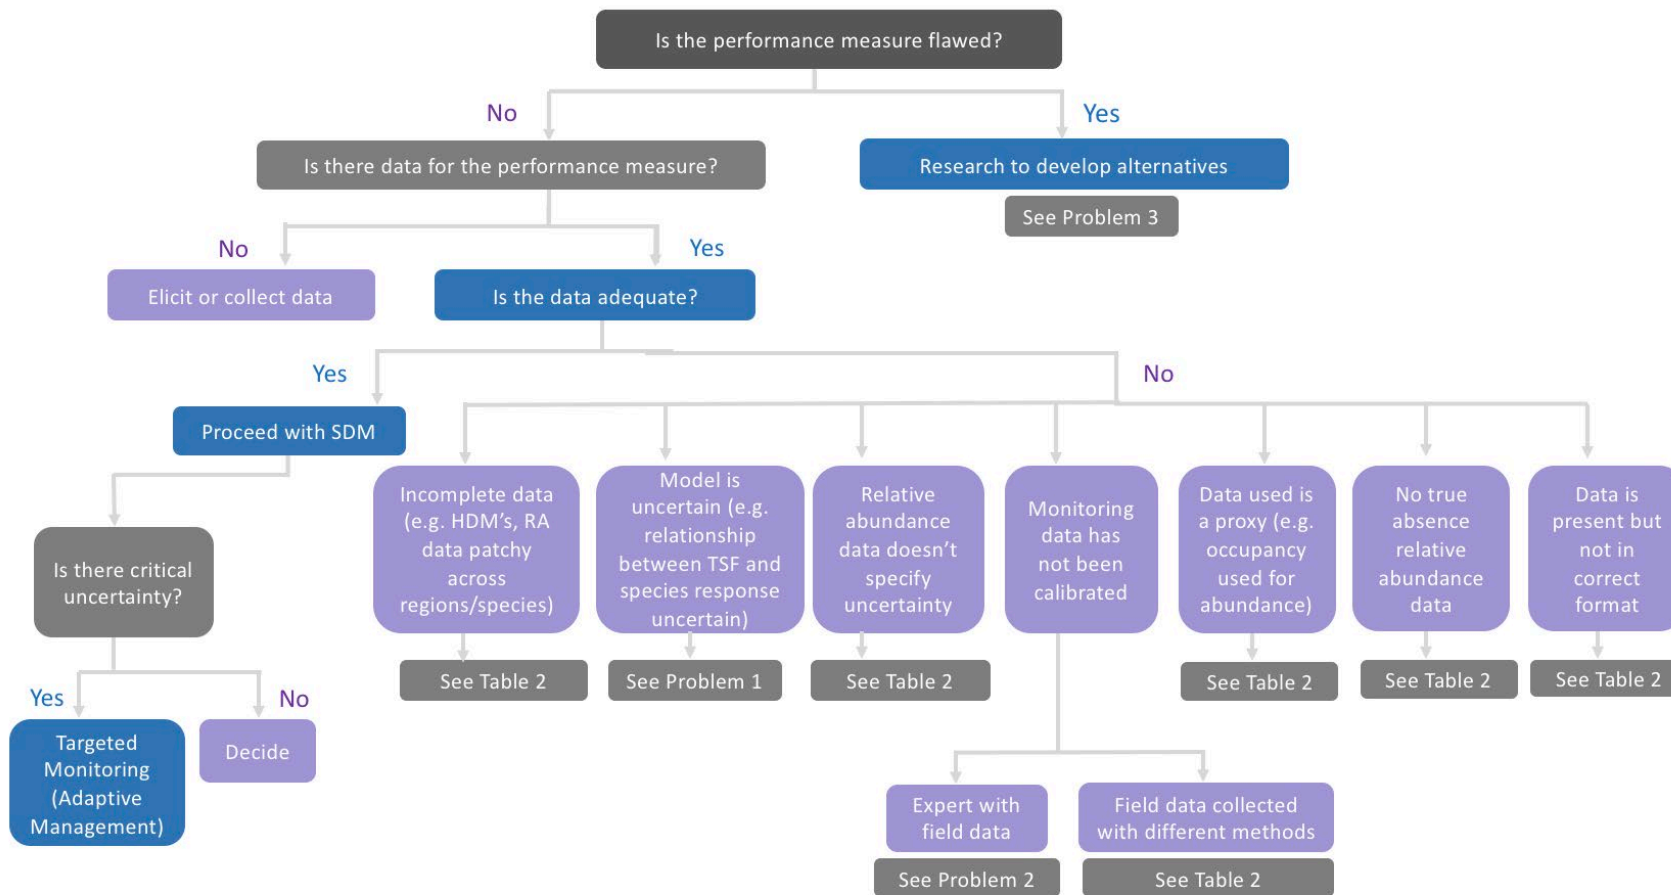 Is the performance measure flawed?
No
Yes
Is there data for the performance measure?
Research to develop alternatives
See Problem 3
No
Yes
Elicit or collect data
Is the data adequate?
Yes
No
Proceed with SDM
Incomplete data
(e.g. HDM's, RA
data patchy
across
regions/species)
Model is
uncertain (e.g.
relationship
between TSF and
species response
uncertain)
Relative
abundance
data doesn't
specify
uncertainty
Monitoring
data has
not been
calibrated
Data used is
a proxy (e.g.
occupancy
used for
abundance)
No true
absence
relative
abundance
data
Data is
present but
not in
correct
format
Is there critical
uncertainty?
See Table 2
See Problem 1
See Table 2
See Table 2
See Table 2
See Table 2
Yes
No
Targeted
Monitoring
(Adaptive
Management)
Decide
Expert with
field data
Field data collected
with different methods
See Problem 2
See Table 2